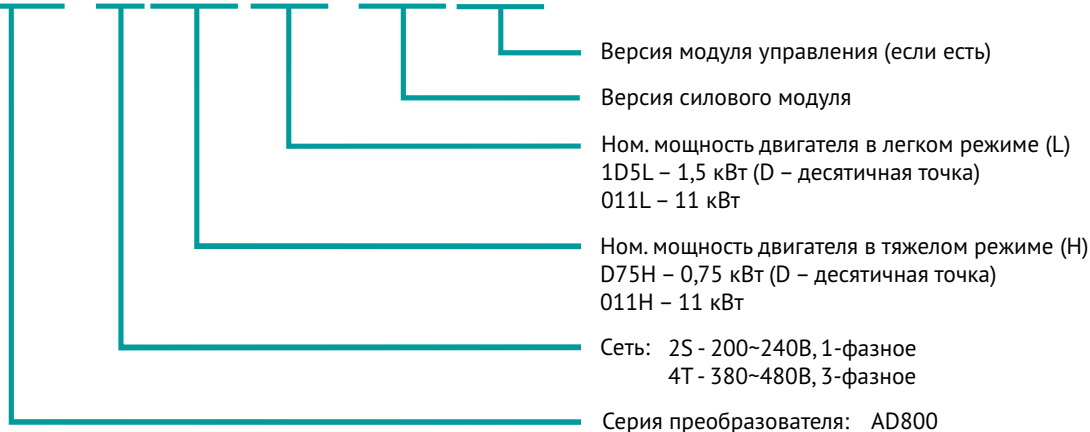 Версия модуля управления (если есть)
Версия силового модуля
Ном. мощность двигателя в легком режиме (L)
1D5L – 1,5 кВт (D – десятичная точка)
011L – 11 кВт
Ном. мощность двигателя в тяжелом режиме (H)
D75H – 0,75 кВт (D – десятичная точка)
011H – 11 кВт
Сеть: 2S - 200~240В, 1-фазное
4T - 380~480В, 3-фазное
Серия преобразователя: AD800